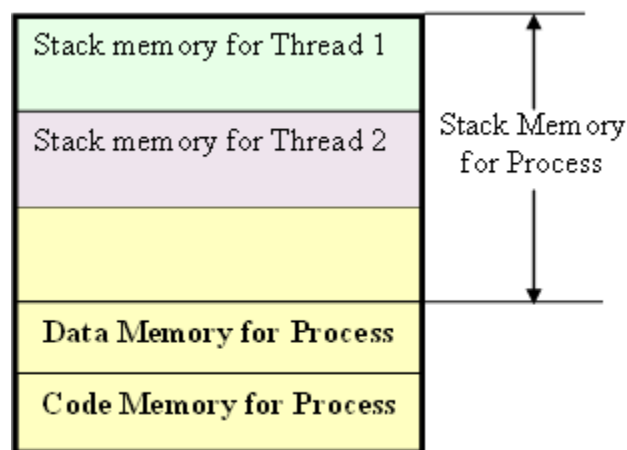 Stack memory for Thread 1
Stack memory for Thread 2
Stack Memory
for Process
Data Memory for Process
Code Memory for Process